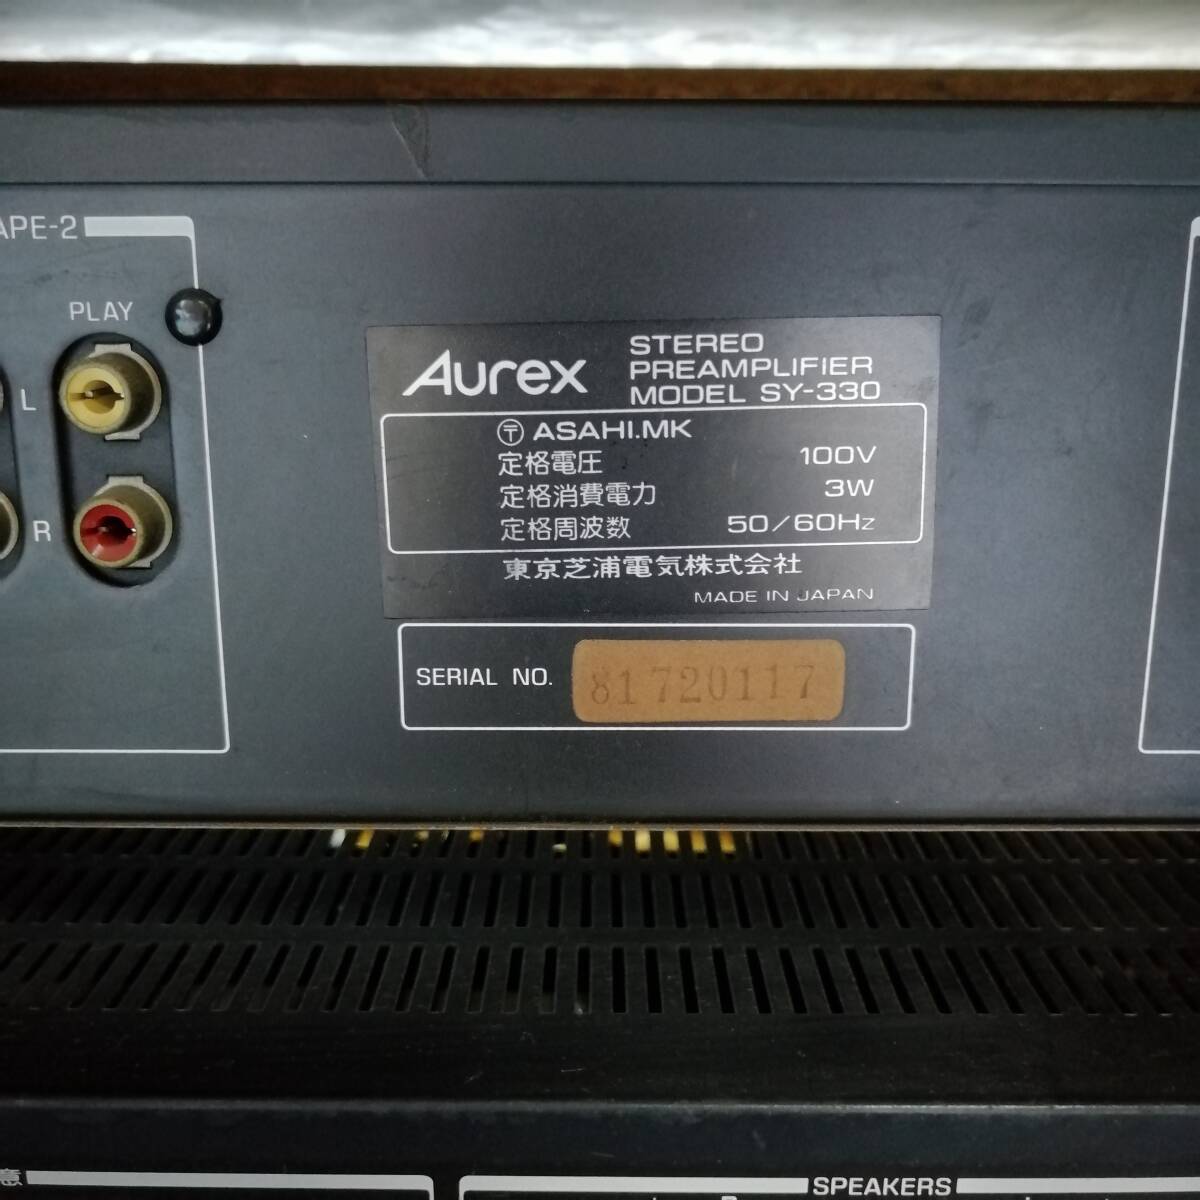 APE-2
PLAY
L
R
Aurex
STEREO
PREAMPLIFIER
MODEL SY-330
〒 ASAHI.MK
定格電圧 100V
定格消費電力 3W
定格周波数 50/60Hz
東京芝浦電気株式会社
MADE IN JAPAN
SERIAL NO. 81720117
意
SPEAKERS